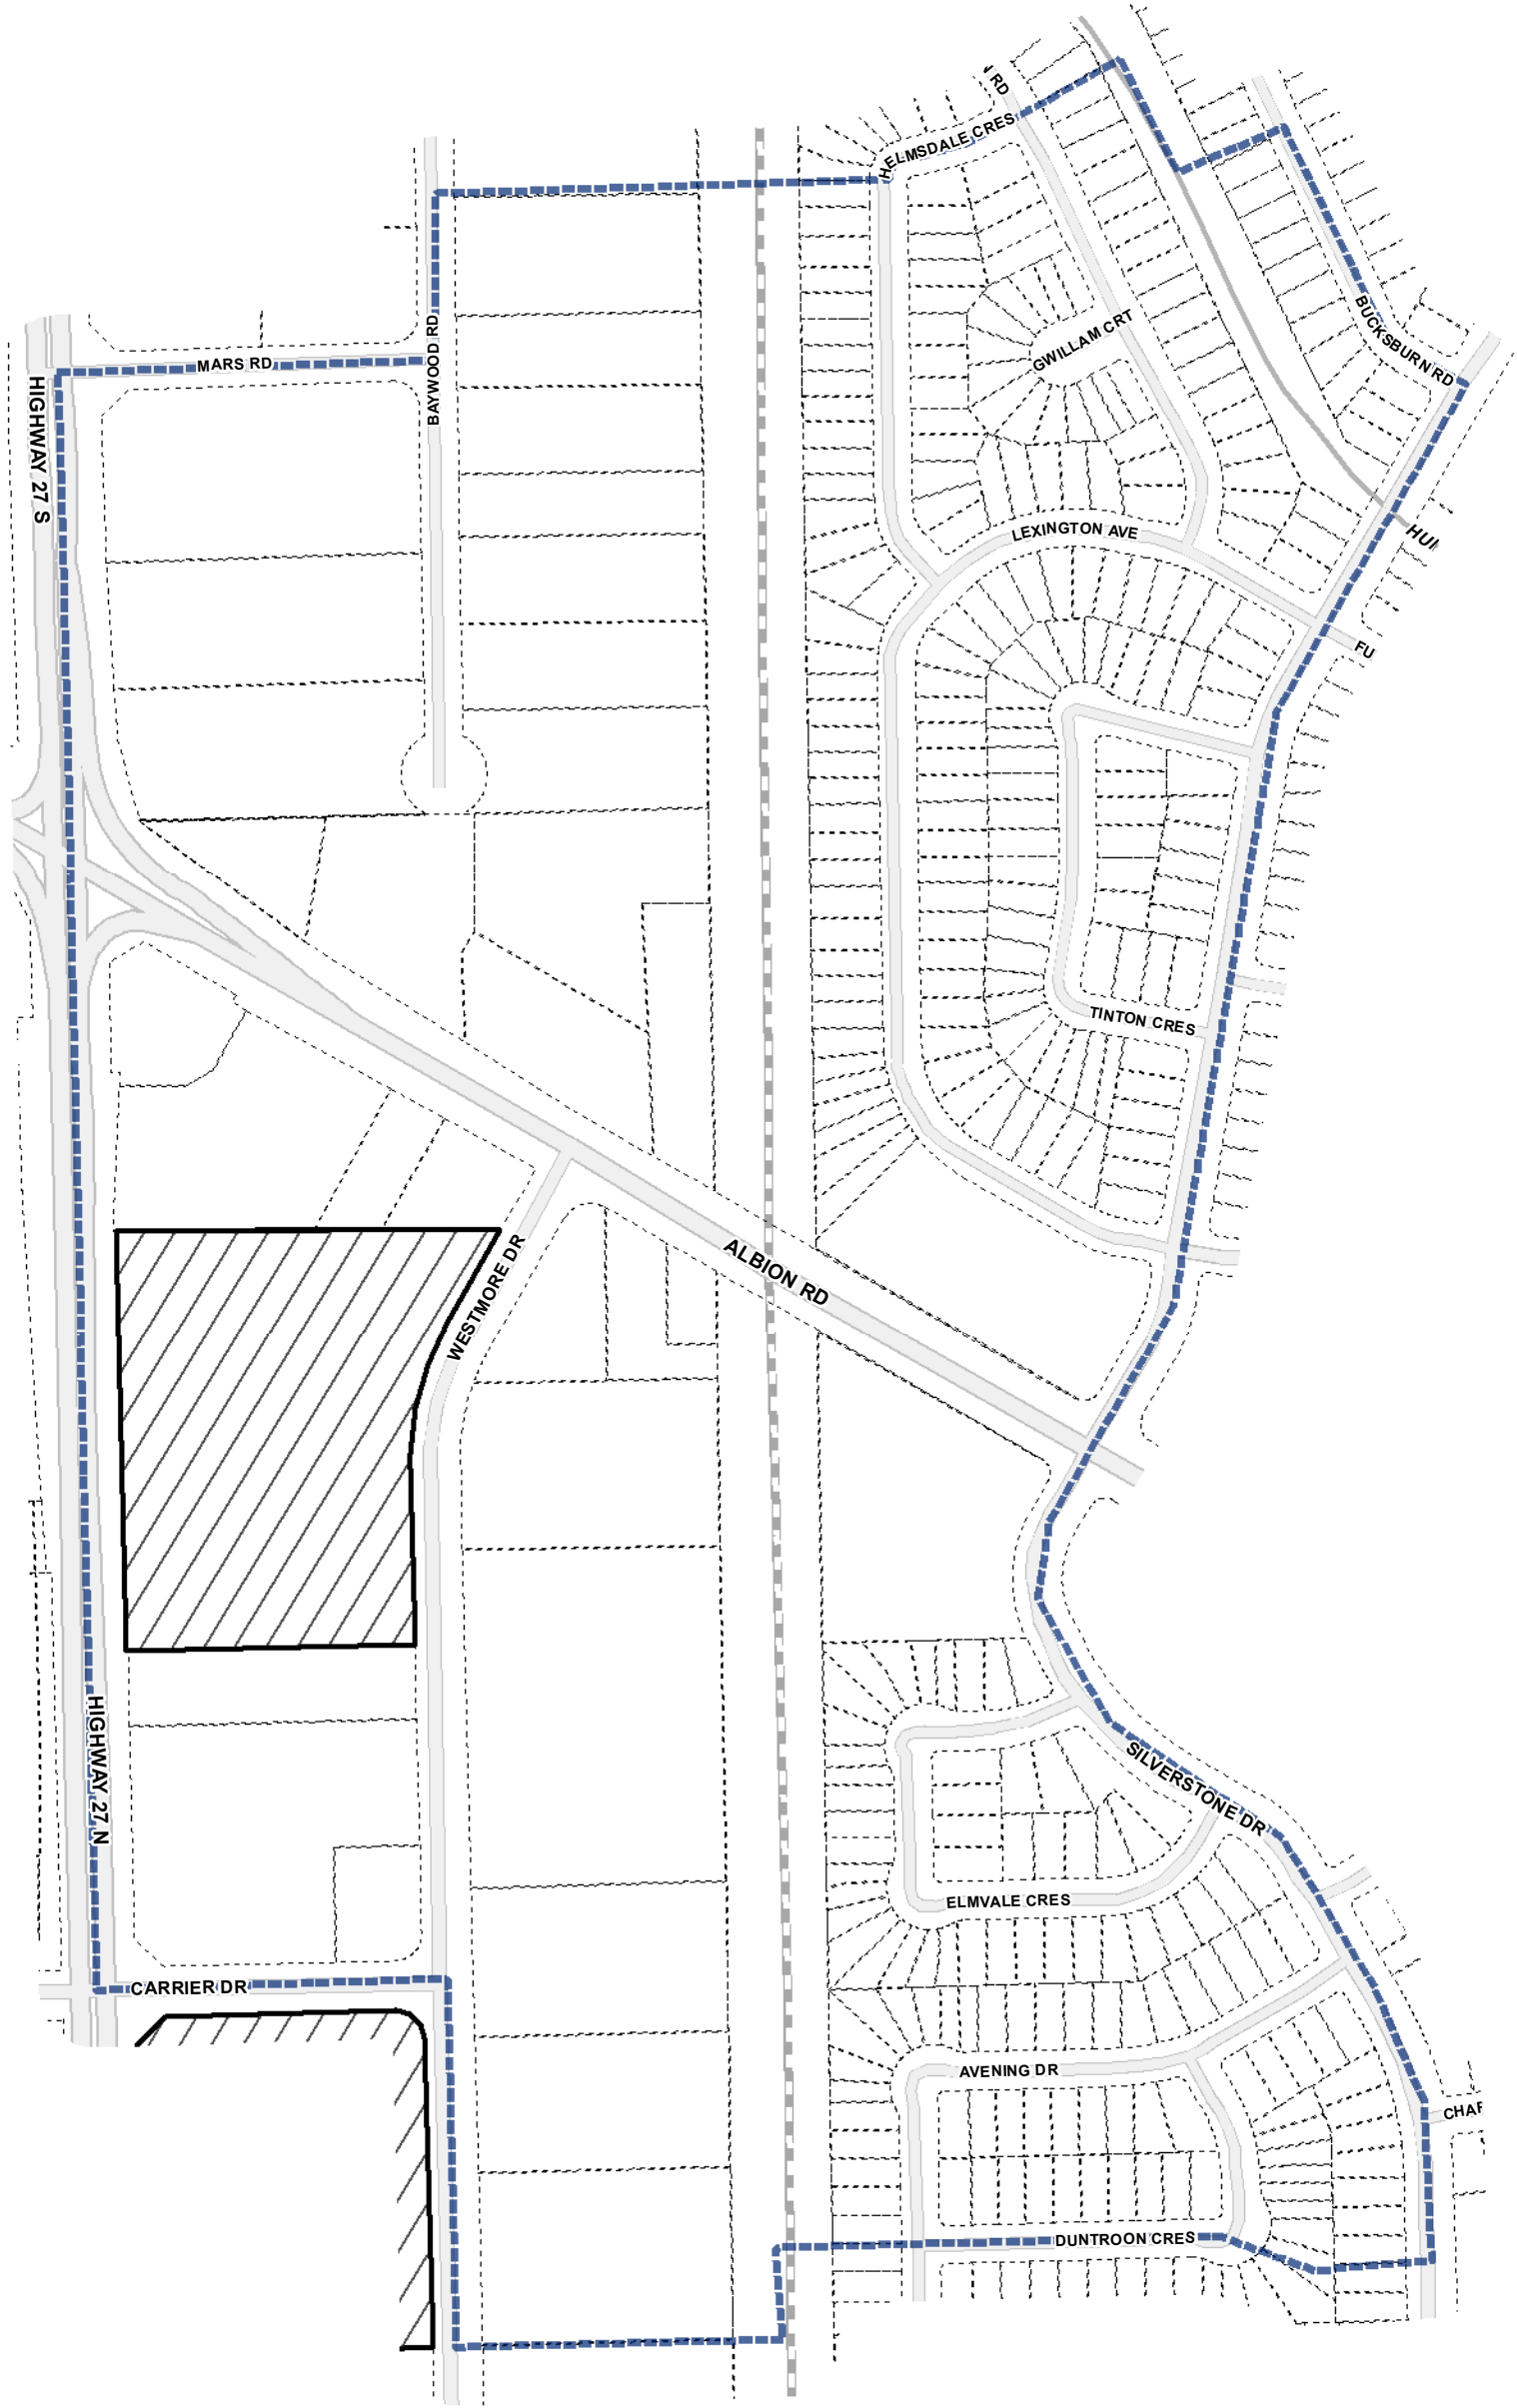 N RD
HELMSDALE CRES
BUCKSBURN RD
GWILLAM CRT
MARS RD
BAYWOOD RD
HIGHWAY 27 S
LEXINGTON AVE
HUI
FU
TINTON CRES
WESTMORE DR
ALBION RD
HIGHWAY 27 N
SILVERSTONE DR
ELMVALE CRES
CARRIER DR
AVENING DR
CHAR
DUNTROON CRES